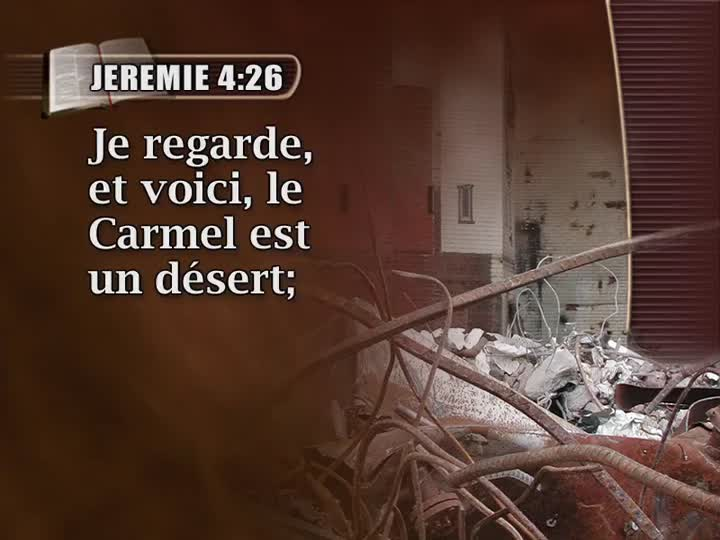 JEREMIE 4:26
Je regarde,
et voici, le
Carmel est
un désert;